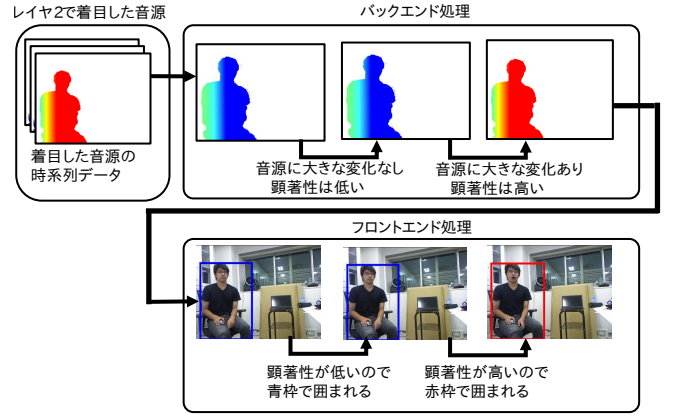 レイヤ2で着目した音源
バックエンド処理
着目した音源の
時系列データ
音源に大きな変化なし
顕著性は低い
音源に大きな変化あり
顕著性は高い
フロントエンド処理
顕著性が低いので
青枠で囲まれる
顕著性が高いので
赤枠で囲まれる